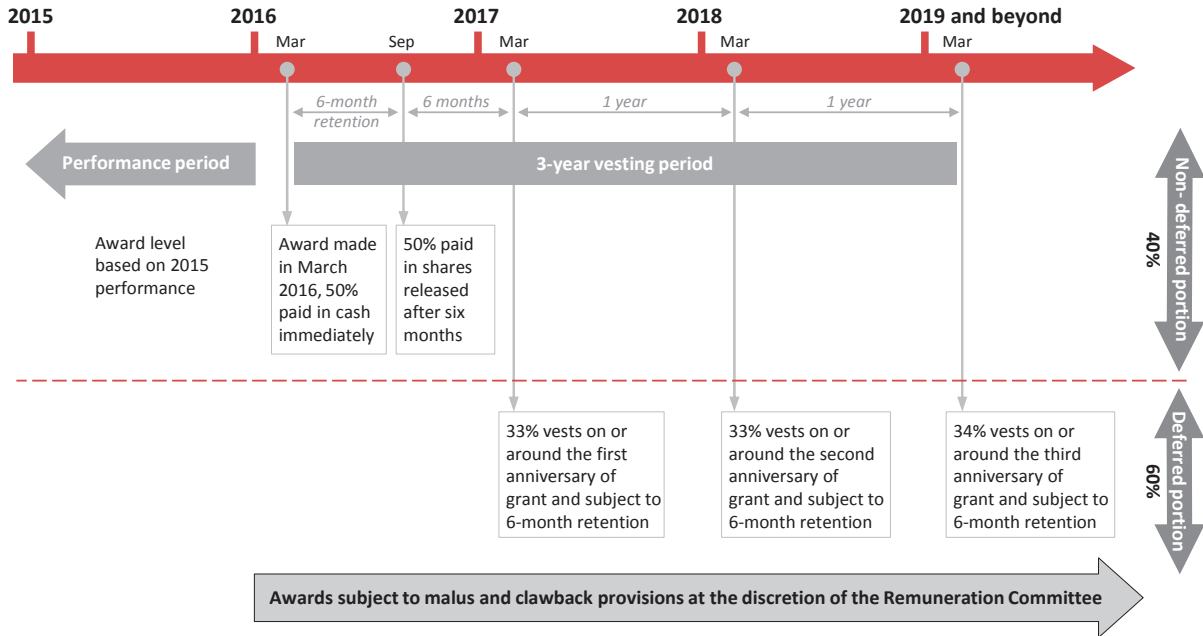 2015
2016
2017
2018
2019 and beyond
Mar
Sep
Mar
Mar
Mar
6-month
retention
6 months
1 year
1 year
Performance period
3-year vesting period
Non- deferred portion
40%
Award level
based on 2015
performance
Award made
in March
2016, 50%
paid in cash
immediately
50% paid
in shares
released
after six
months
33% vests on or
around the first
anniversary of
grant and subject to
6-month retention
33% vests on or
around the second
anniversary of
grant and subject to
6-month retention
34% vests on or
around the third
anniversary of
grant and subject to
6-month retention
Deferred portion
60%
Awards subject to malus and clawback provisions at the discretion of the Remuneration Committee